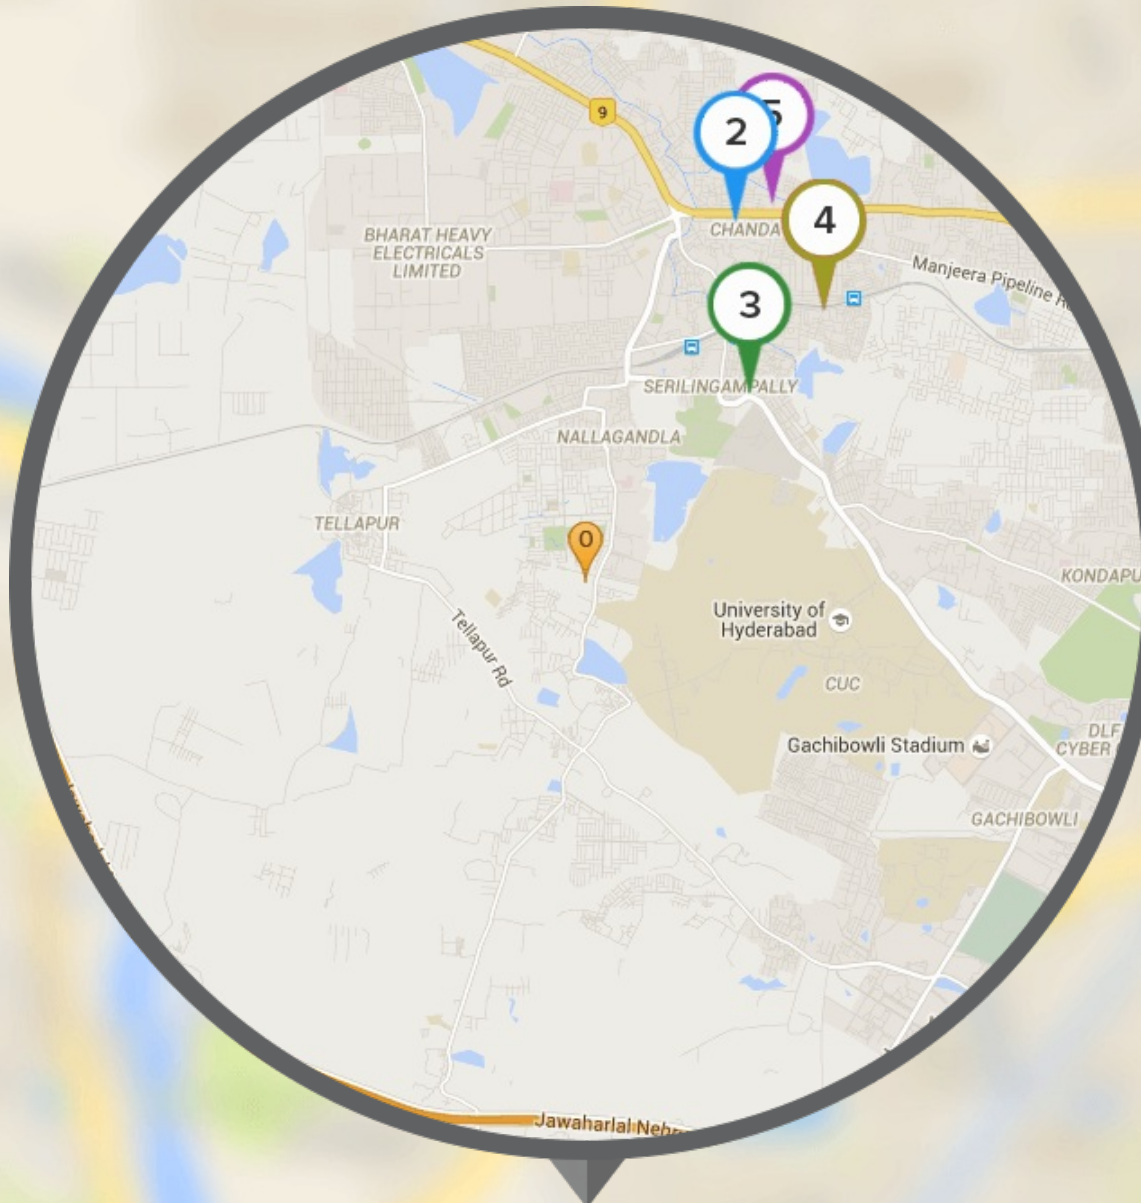 9
2
5
CHANDA
4
BHARAT HEAVY
ELECTRICALS
LIMITED
Manjeera Pipeline
3
SERILINGAMPALLY
NALLAGANDLA
TELLAPUR
0
KONDAPU
University of
Hyderabad
Tellapur Rd
CUC
Gachibowli Stadium
DLF
CYBER
GACHIBOWLI
Jawaharlal Nehr